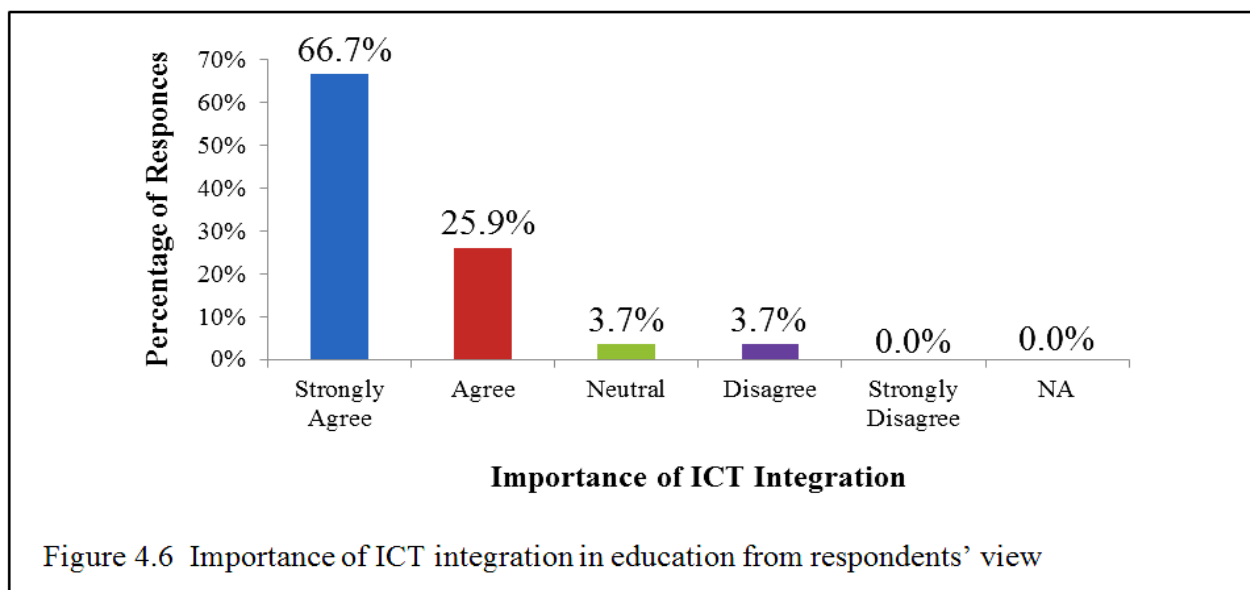 Percentage of Responces
70%
60%
50%
40%
30%
20%
10%
0%
66.7%
25.9%
3.7%
3.7%
0.0%
0.0%
Strongly
Agree
Agree
Neutral
Disagree
Strongly
Disagree
NA
Importance of ICT Integration
Figure 4.6 Importance of ICT integration in education from respondents’ view